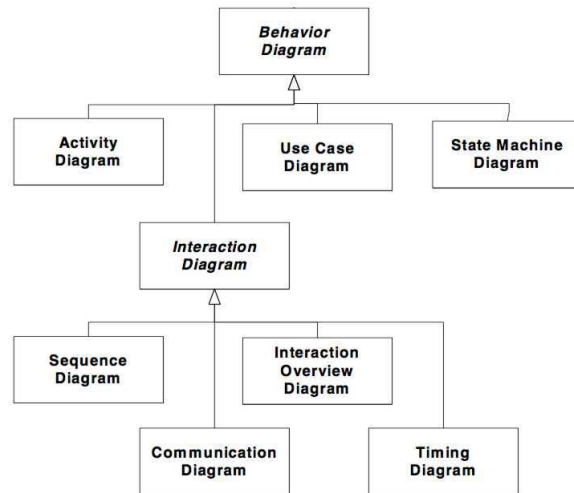 Behavior
Diagram
Activity
Diagram
Use Case
Diagram
State Machine
Diagram
Interaction
Diagram
Sequence
Diagram
Interaction
Overview
Diagram
Communication
Diagram
Timing
Diagram